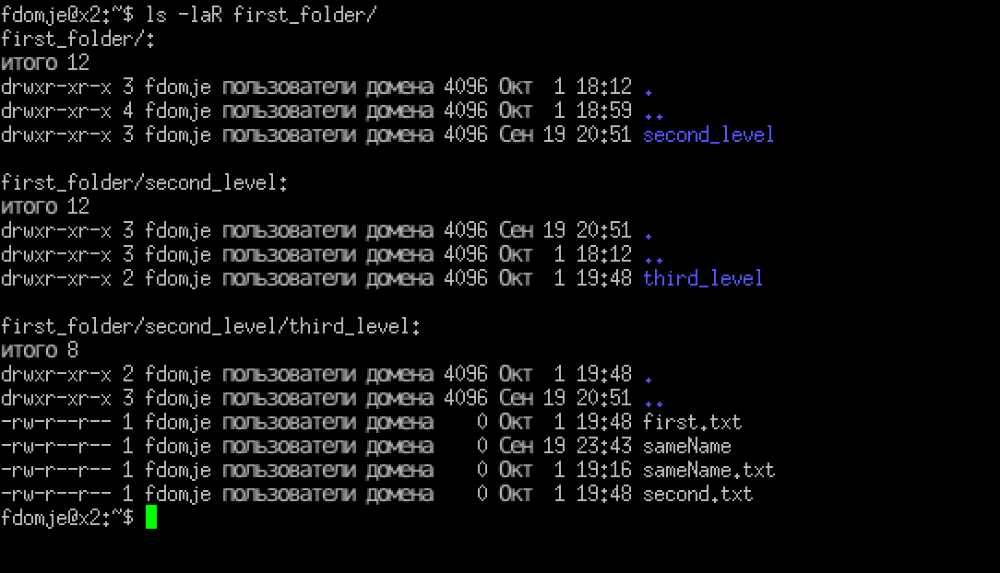 fdomje@x2:~$ ls -laR first_folder/
first_folder/:
итого 12
drwxr-xr-x 3 fdomje пользователи домена 4096 Окт  1 18:12 .
drwxr-xr-x 4 fdomje пользователи домена 4096 Окт  1 18:59 ..
drwxr-xr-x 3 fdomje пользователи домена 4096 Сен 19 20:51 second_level
first_folder/second_level:
итого 12
drwxr-xr-x 3 fdomje пользователи домена 4096 Сен 19 20:51 .
drwxr-xr-x 3 fdomje пользователи домена 4096 Окт  1 18:12 ..
drwxr-xr-x 2 fdomje пользователи домена 4096 Окт  1 19:48 third_level
first_folder/second_level/third_level:
итого 8
drwxr-xr-x 2 fdomje пользователи домена 4096 Окт  1 19:48 .
drwxr-xr-x 3 fdomje пользователи домена 4096 Сен 19 20:51 ..
-rw-r--r-- 1 fdomje пользователи домена    0 Окт  1 19:48 first.txt
-rw-r--r-- 1 fdomje пользователи домена    0 Сен 19 23:43 sameName
-rw-r--r-- 1 fdomje пользователи домена    0 Окт  1 19:16 sameName.txt
-rw-r--r-- 1 fdomje пользователи домена    0 Окт  1 19:48 second.txt
fdomje@x2:~$